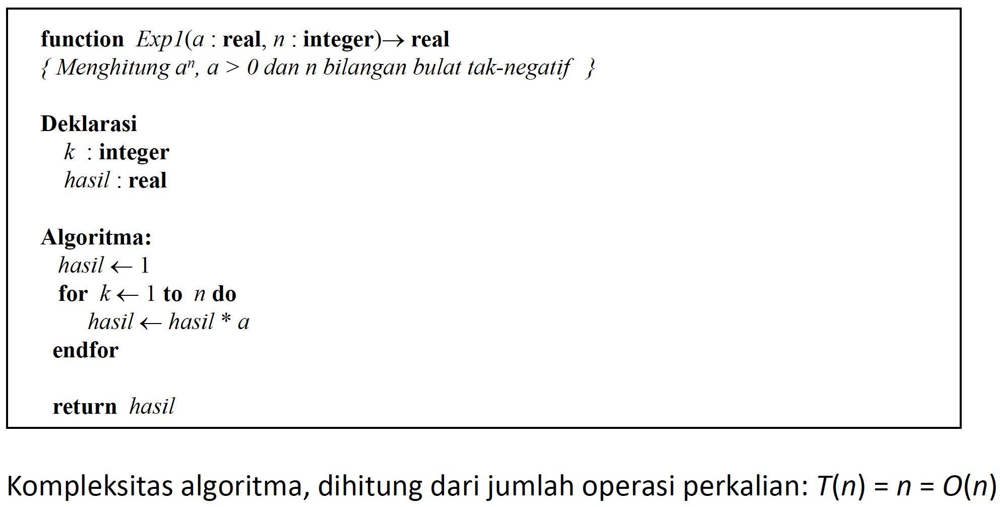 function Exp1(a : real, n : integer)→ real
{ Menghitung aⁿ, a > 0 dan n bilangan bulat tak-negatif }
Deklarasi
k : integer
hasil : real
Algoritma:
hasil ← 1
for k ← 1 to n do
hasil ← hasil * a
endfor
return hasil
Kompleksitas algoritma, dihitung dari jumlah operasi perkalian: T(n) = n = O(n)